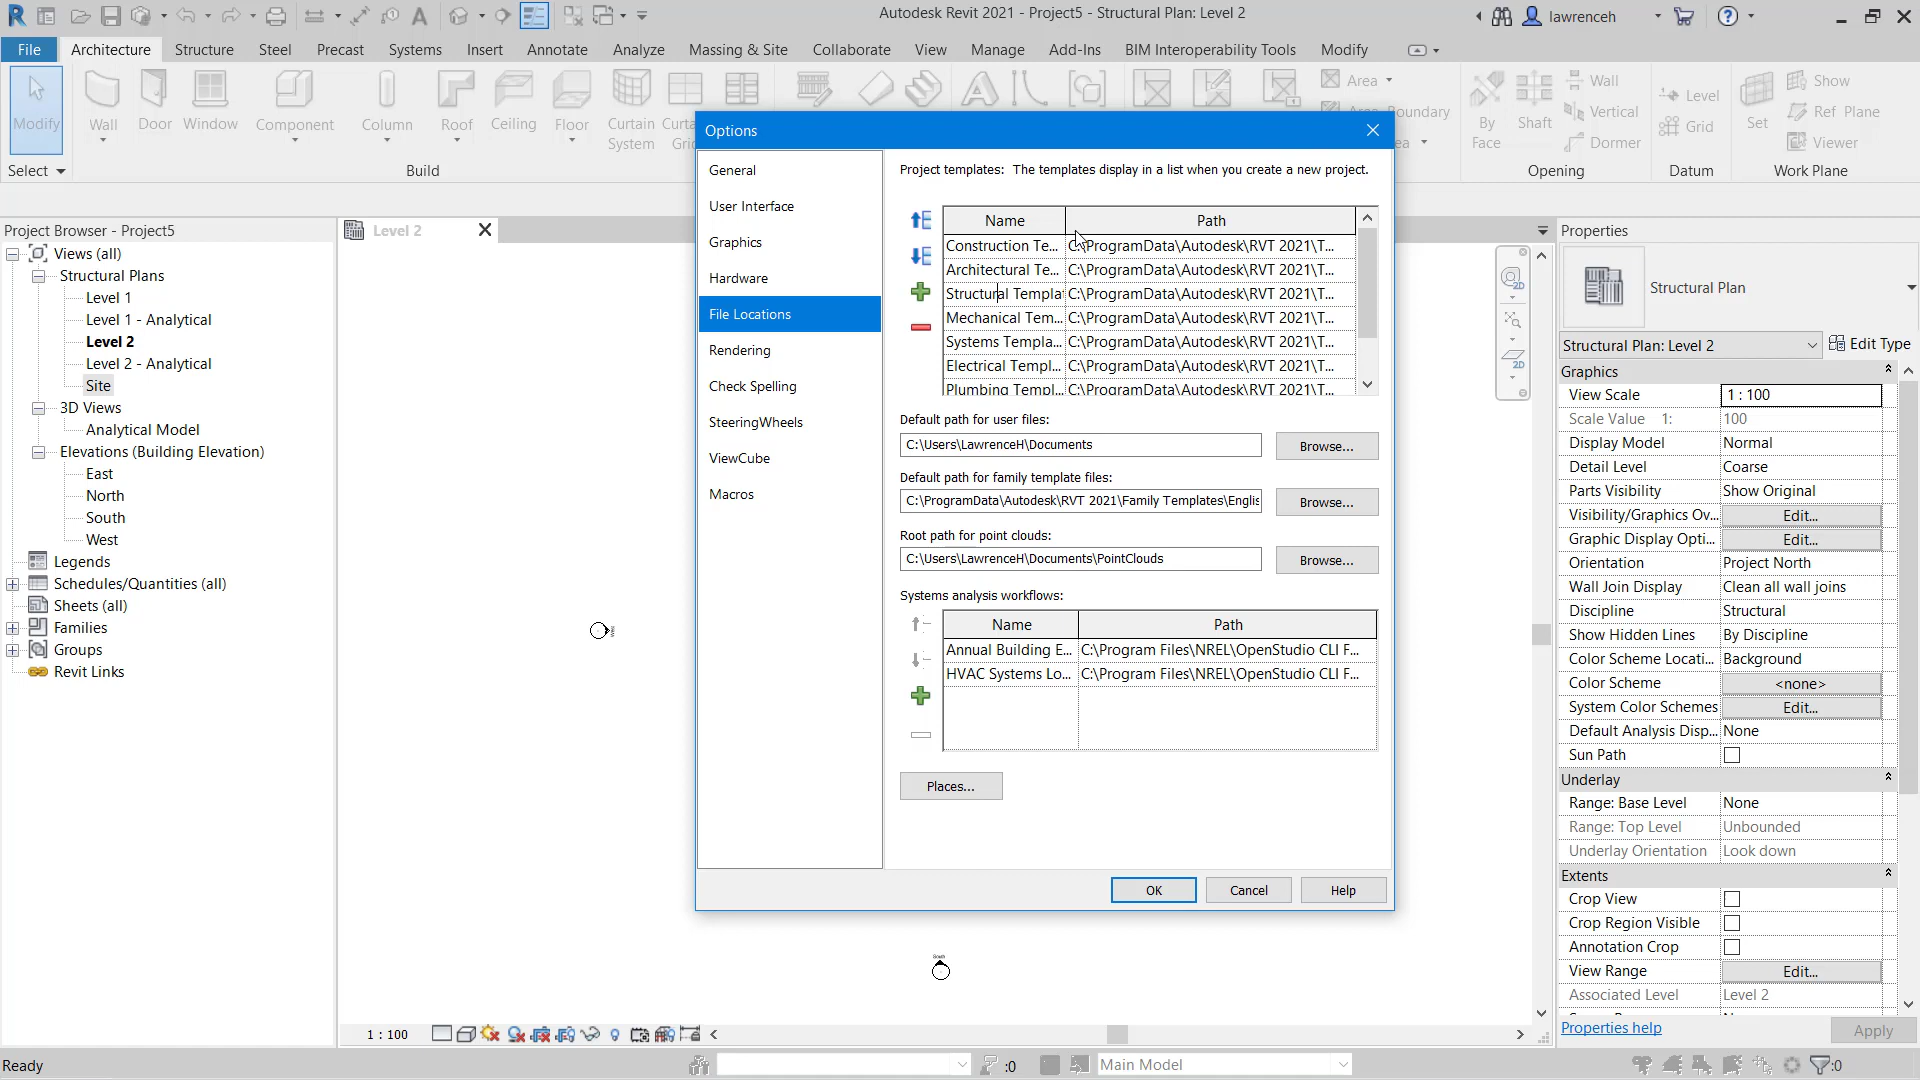 Autodesk Revit 2021 - Project5 - Structural Plan: Level 2
lawrenceh
File
Architecture
Structure
Steel
Precast
Systems
Insert
Annotate
Analyze
Massing & Site
Collaborate
View
Manage
Add-Ins
BIM Interoperability Tools
Modify
Modify
Wall
Door
Window
Component
Column
Roof
Ceiling
Floor
Curtain
System
Area
By
Face
Shaft
Wall
Vertical
Dormer
Level
Grid
Set
Show
Ref Plane
Viewer
Select
Build
Opening
Datum
Work Plane
Project Browser - Project5
Views (all)
Structural Plans
Level 1
Level 1 - Analytical
Level 2
Level 2 - Analytical
Site
3D Views
Analytical Model
Elevations (Building Elevation)
East
North
South
West
Legends
Schedules/Quantities (all)
Sheets (all)
Families
Groups
Revit Links
Level 2
Options
General
User Interface
Graphics
Hardware
File Locations
Rendering
Check Spelling
SteeringWheels
ViewCube
Macros
Project templates: The templates display in a list when you create a new project.
Name Path
Construction Te... C:\ProgramData\Autodesk\RVT 2021\T...
Architectural Te... C:\ProgramData\Autodesk\RVT 2021\T...
Structural Templa C:\ProgramData\Autodesk\RVT 2021\T...
Mechanical Tem... C:\ProgramData\Autodesk\RVT 2021\T...
Systems Templa... C:\ProgramData\Autodesk\RVT 2021\T...
Electrical Templ... C:\ProgramData\Autodesk\RVT 2021\T...
Plumbing Templ... C:\ProgramData\Autodesk\RVT 2021\T...
Default path for user files:
C:\Users\LawrenceH\Documents Browse...
Default path for family template files:
C:\ProgramData\Autodesk\RVT 2021\Family Templates\Englis Browse...
Root path for point clouds:
C:\Users\LawrenceH\Documents\PointClouds Browse...
Systems analysis workflows:
Name Path
Annual Building E... C:\Program Files\NREL\OpenStudio CLI F...
HVAC Systems Lo... C:\Program Files\NREL\OpenStudio CLI F...
Places...
OK Cancel Help
Properties
Structural Plan
Structural Plan: Level 2 Edit Type
Graphics
View Scale 1 : 100
Scale Value 1: 100
Display Model Normal
Detail Level Coarse
Parts Visibility Show Original
Visibility/Graphics Ov... Edit...
Graphic Display Opti... Edit...
Orientation Project North
Wall Join Display Clean all wall joins
Discipline Structural
Show Hidden Lines By Discipline
Color Scheme Locati... Background
Color Scheme <none>
System Color Schemes Edit...
Default Analysis Disp... None
Sun Path
Underlay
Range: Base Level None
Range: Top Level Unbounded
Underlay Orientation Look down
Extents
Crop View
Crop Region Visible
Annotation Crop
View Range Edit...
Associated Level Level 2
Properties help Apply
1 : 100
Ready
:0
Main Model
:0